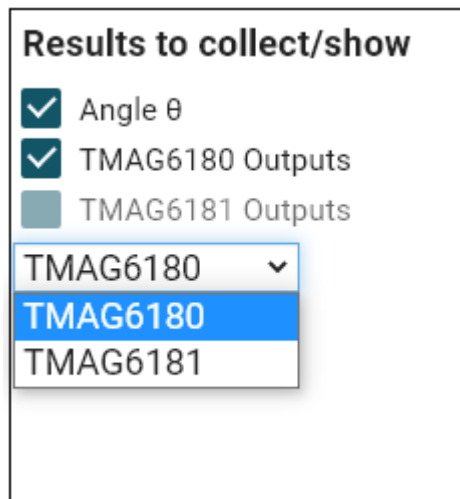 Results to collect/show
Angle θ
TMAG6180 Outputs
TMAG6181 Outputs
TMAG6180
TMAG6180
TMAG6181